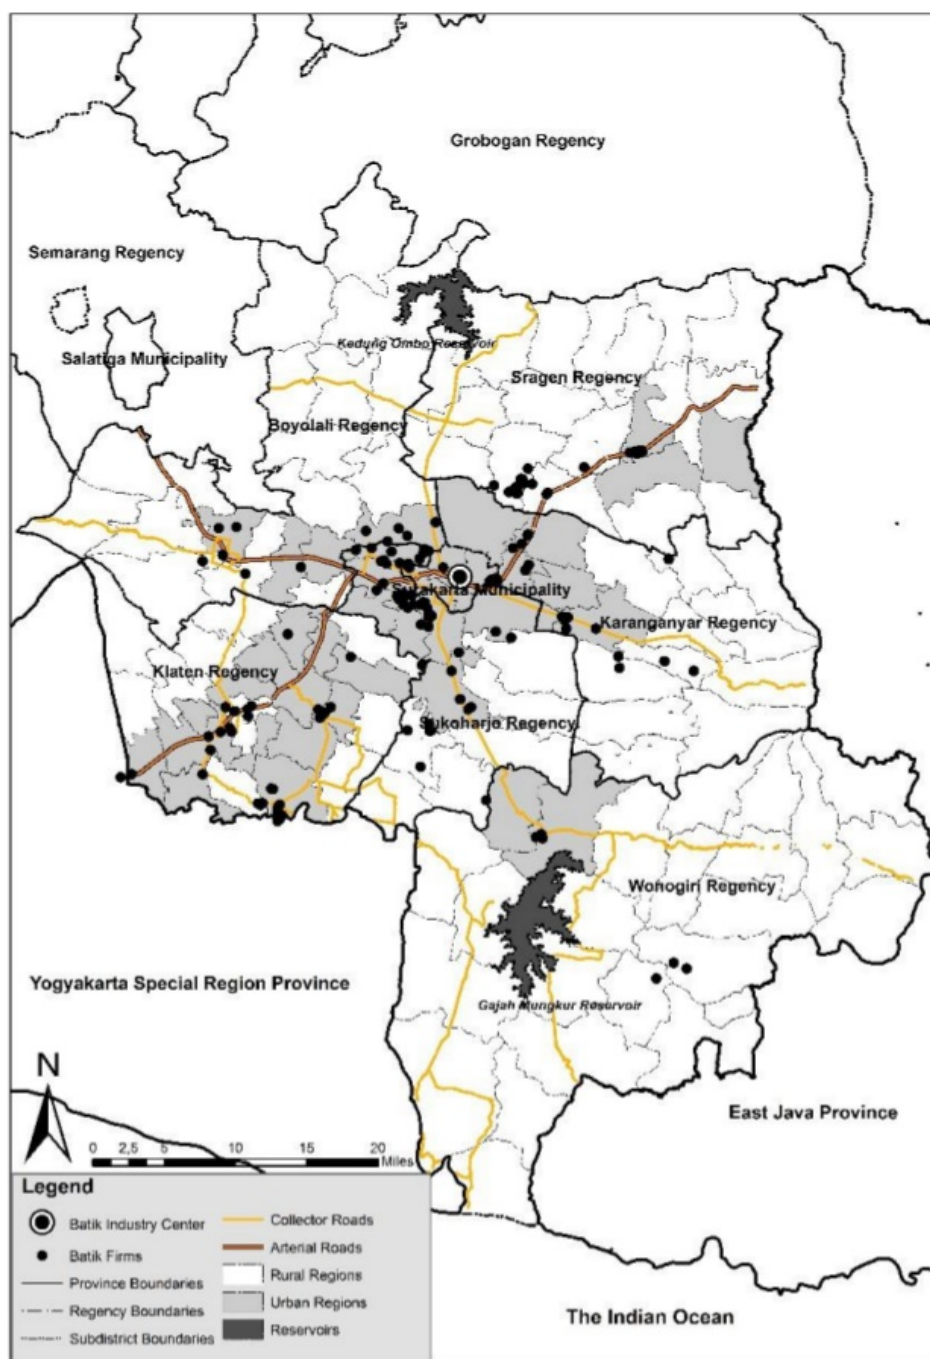 Grobogan Regency
Semarang Regency
Kedung Ombo Reservoir
Salatiga Municipality
Sragen Regency
Boyolali Regency
Surakarta Municipality
Karanganyar Regency
Klaten Regency
Sukoharjo Regency
Wonogiri Regency
Yogyakarta Special Region Province
Gajah Mungkur Reservoir
N
East Java Province
0 2,5 5 10 15 20
Miles
Legend
Batik Industry Center
Batik Firms
Province Boundaries
Regency Boundaries
Subdistrict Boundaries
Collector Roads
Arterial Roads
Rural Regions
Urban Regions
Reservoirs
The Indian Ocean